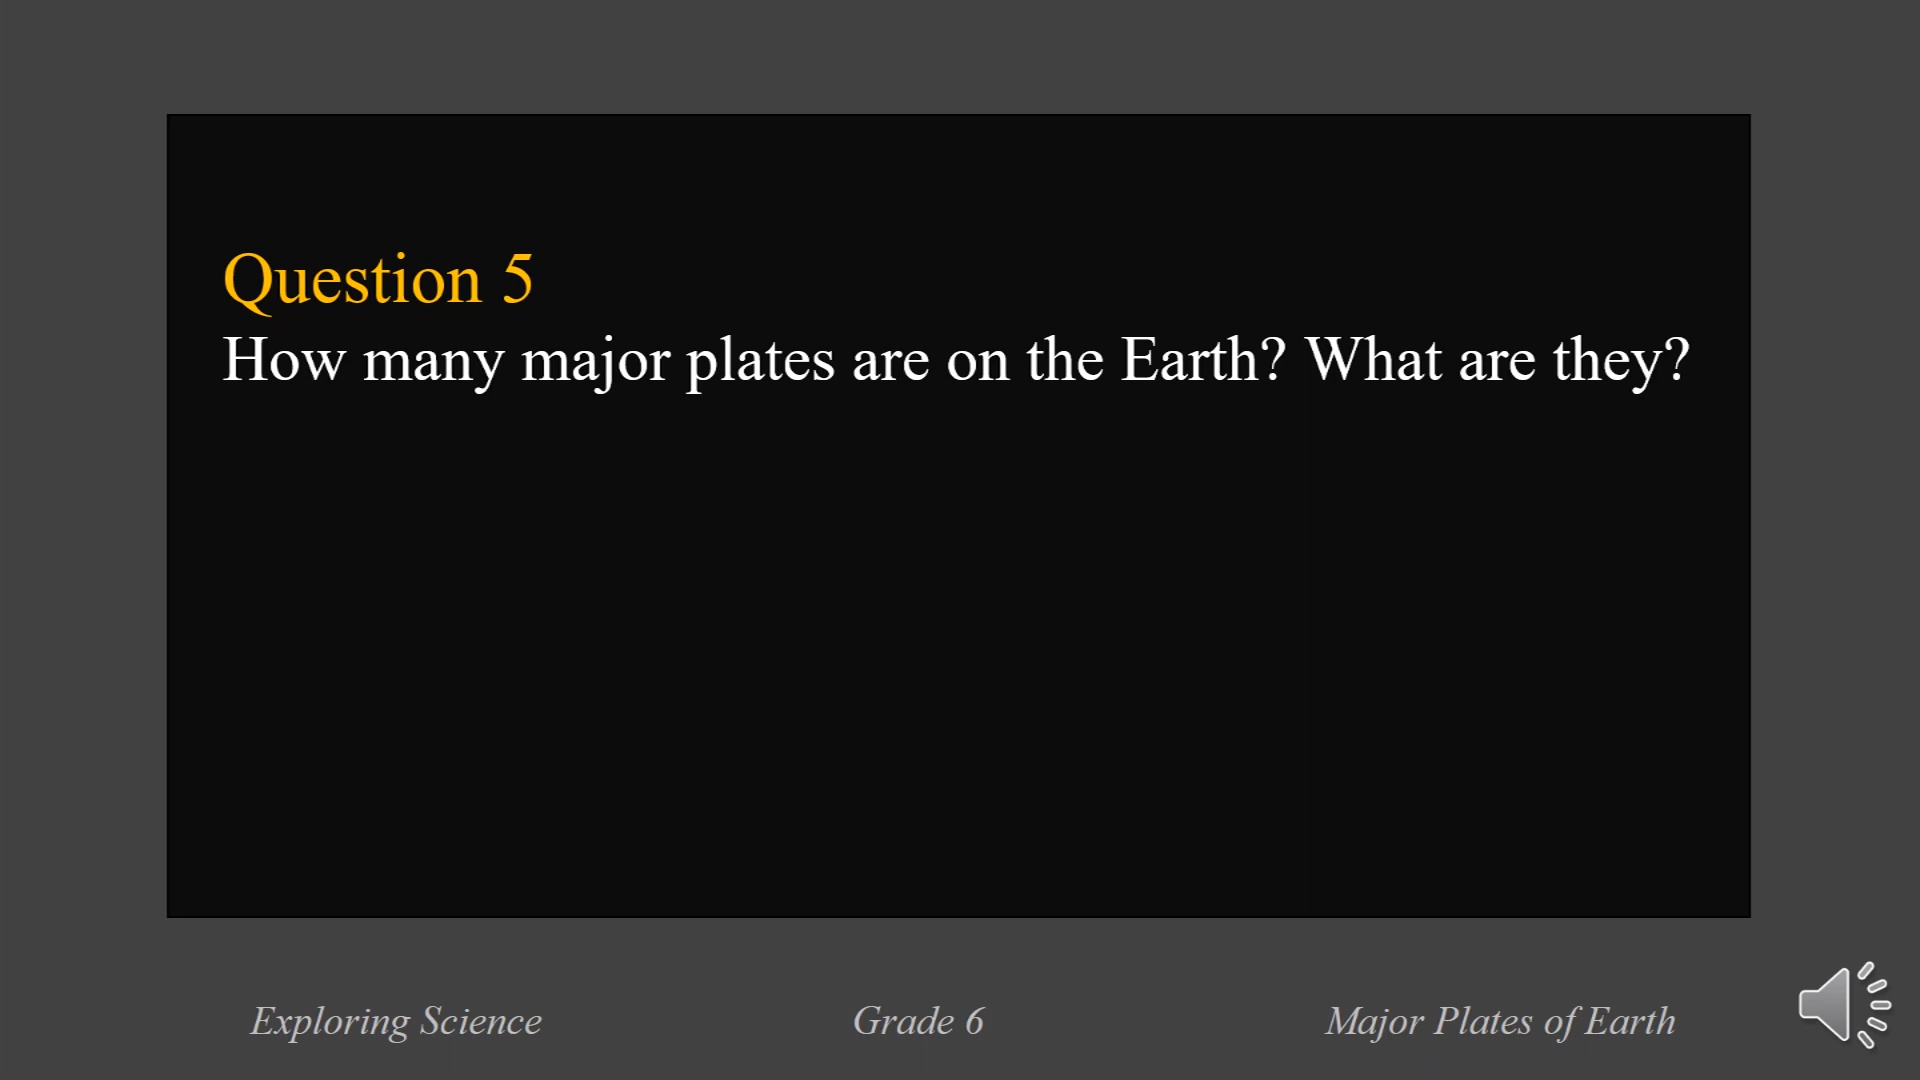 Question 5
How many major plates are on the Earth? What are they?
Exploring Science
Grade 6
Major Plates of Earth